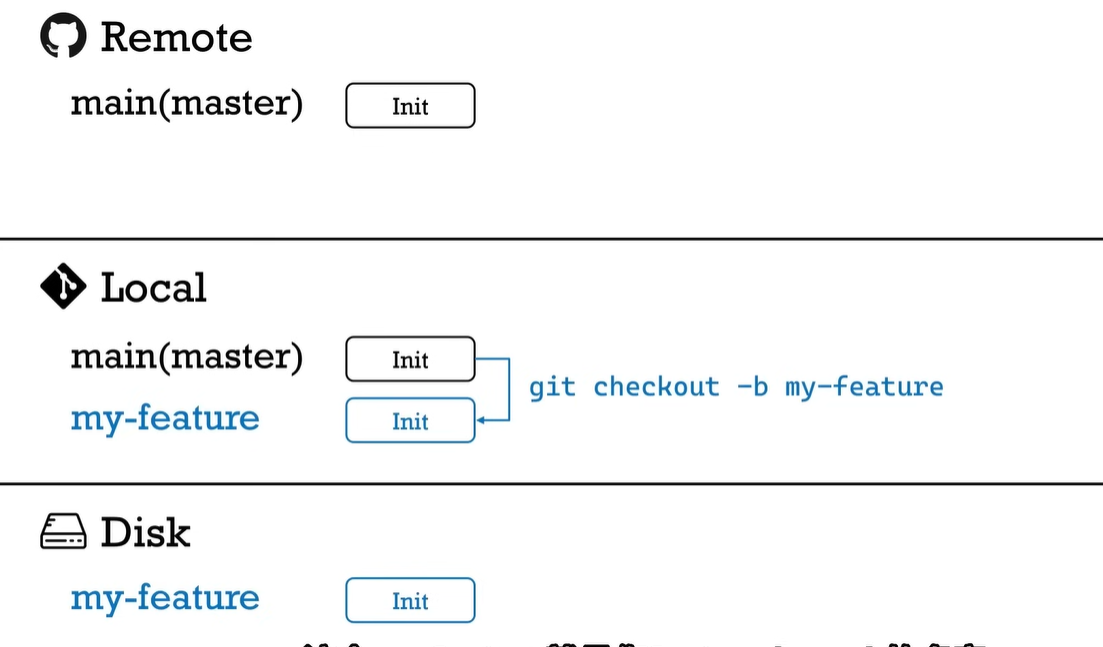 Remote
main(master) Init
Local
main(master) Init
git checkout -b my-feature
my-feature Init
Disk
my-feature Init